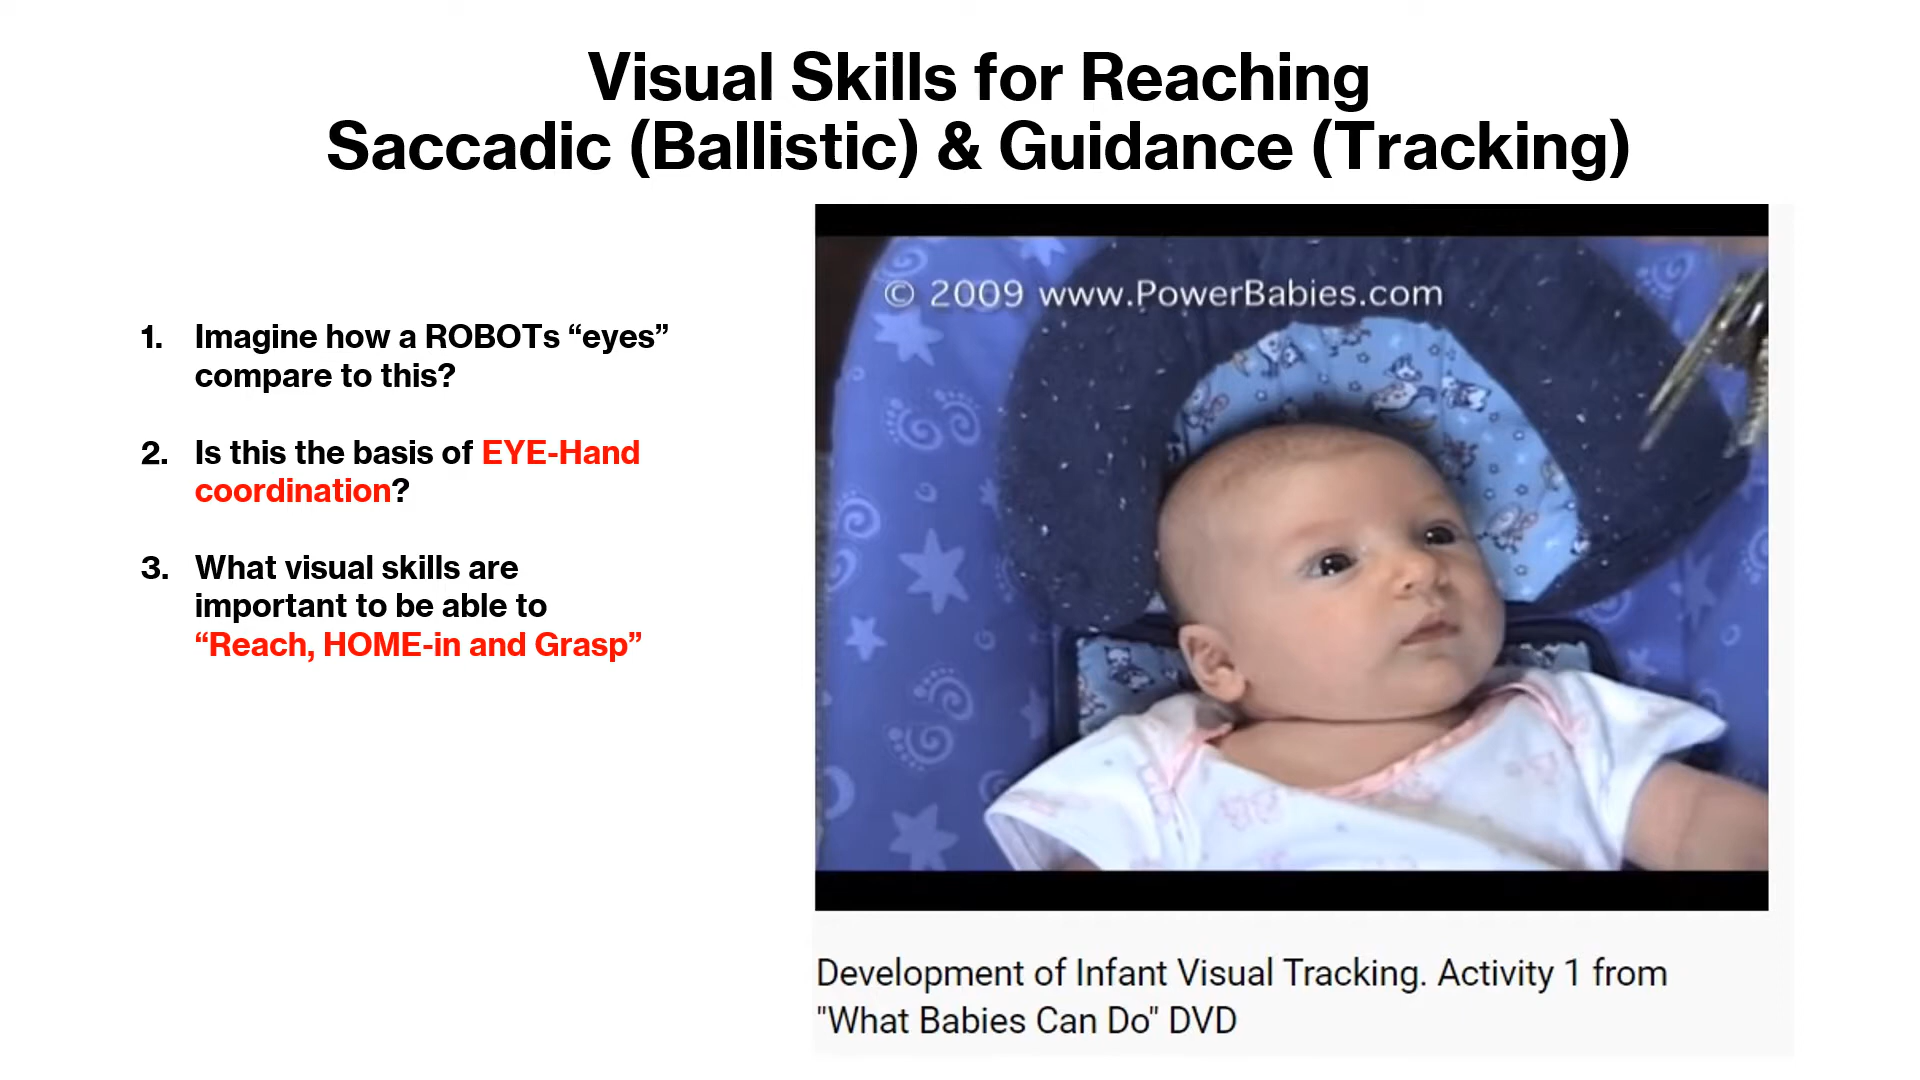 Visual Skills for Reaching
Saccadic (Ballistic) & Guidance (Tracking)
1. Imagine how a ROBOTs “eyes”
compare to this?
2. Is this the basis of EYE-Hand
coordination?
3. What visual skills are
important to be able to
“Reach, HOME-in and Grasp”
© 2009 www.PowerBabies.com
Development of Infant Visual Tracking. Activity 1 from
"What Babies Can Do" DVD